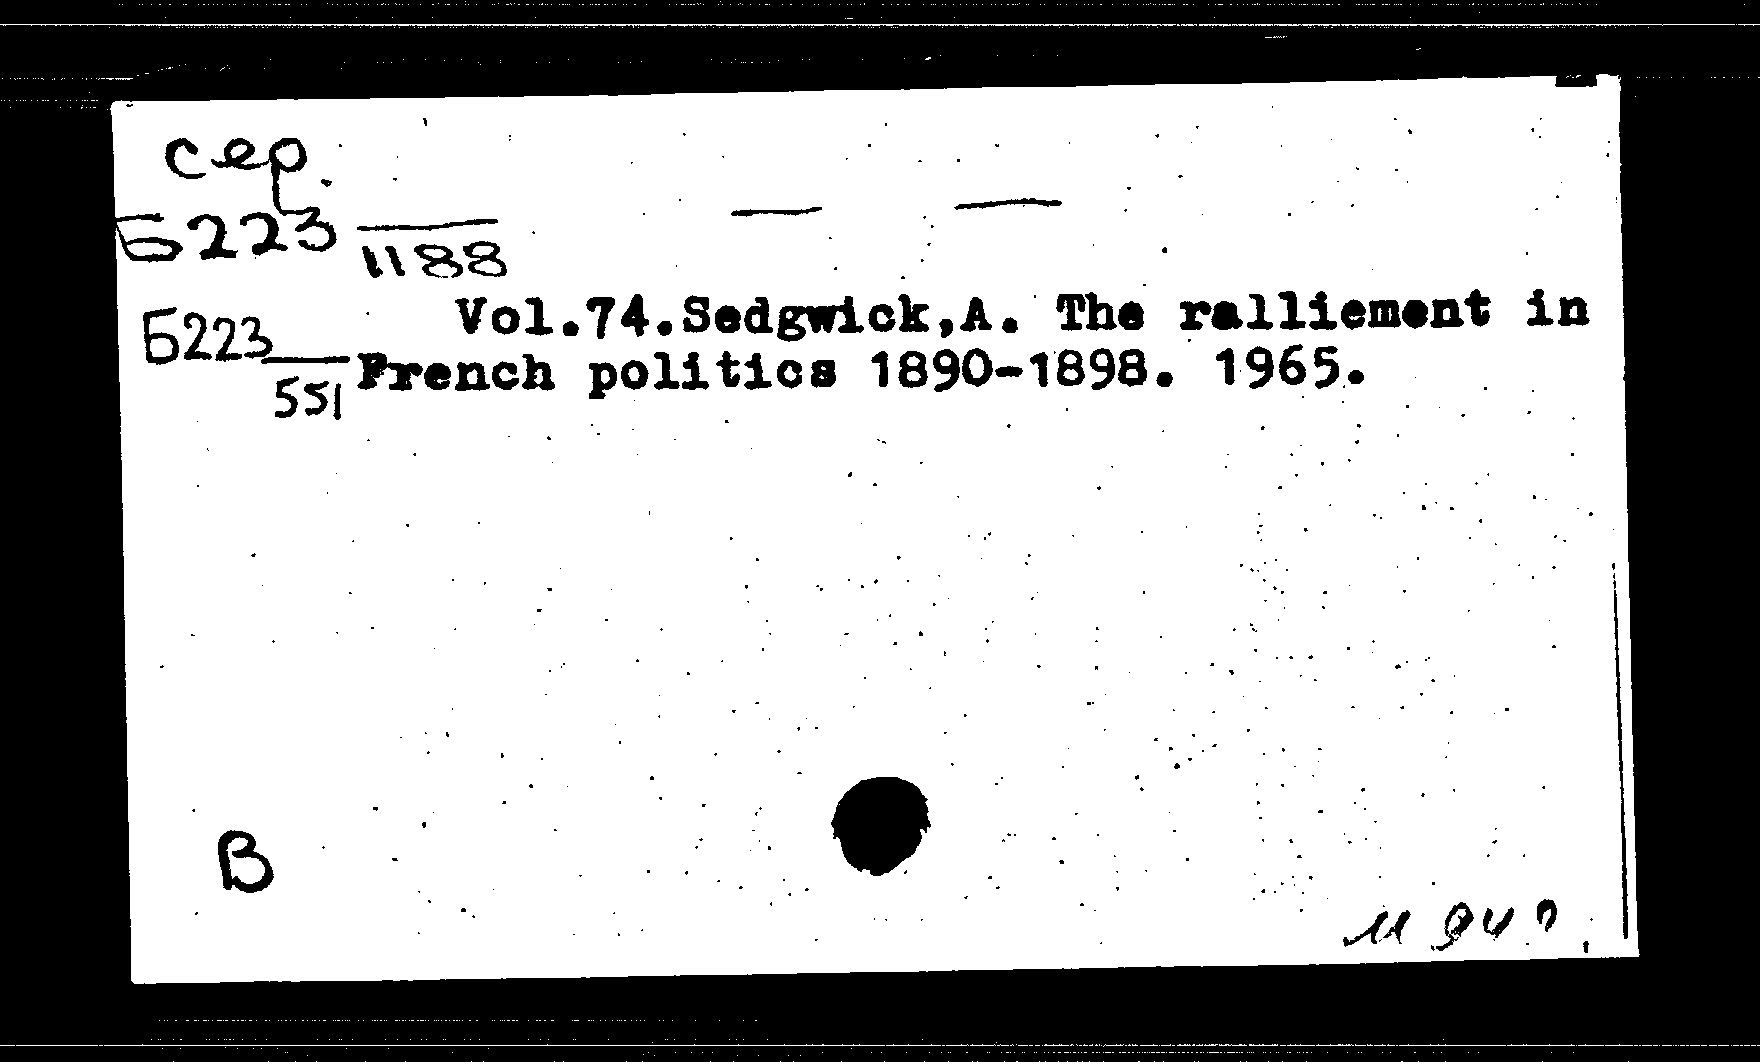 сер.
Б223
1188
Vol.74.Sedgwick,A. The ralliement in
Б223
French politics 1890-1898. 1965.
551
В